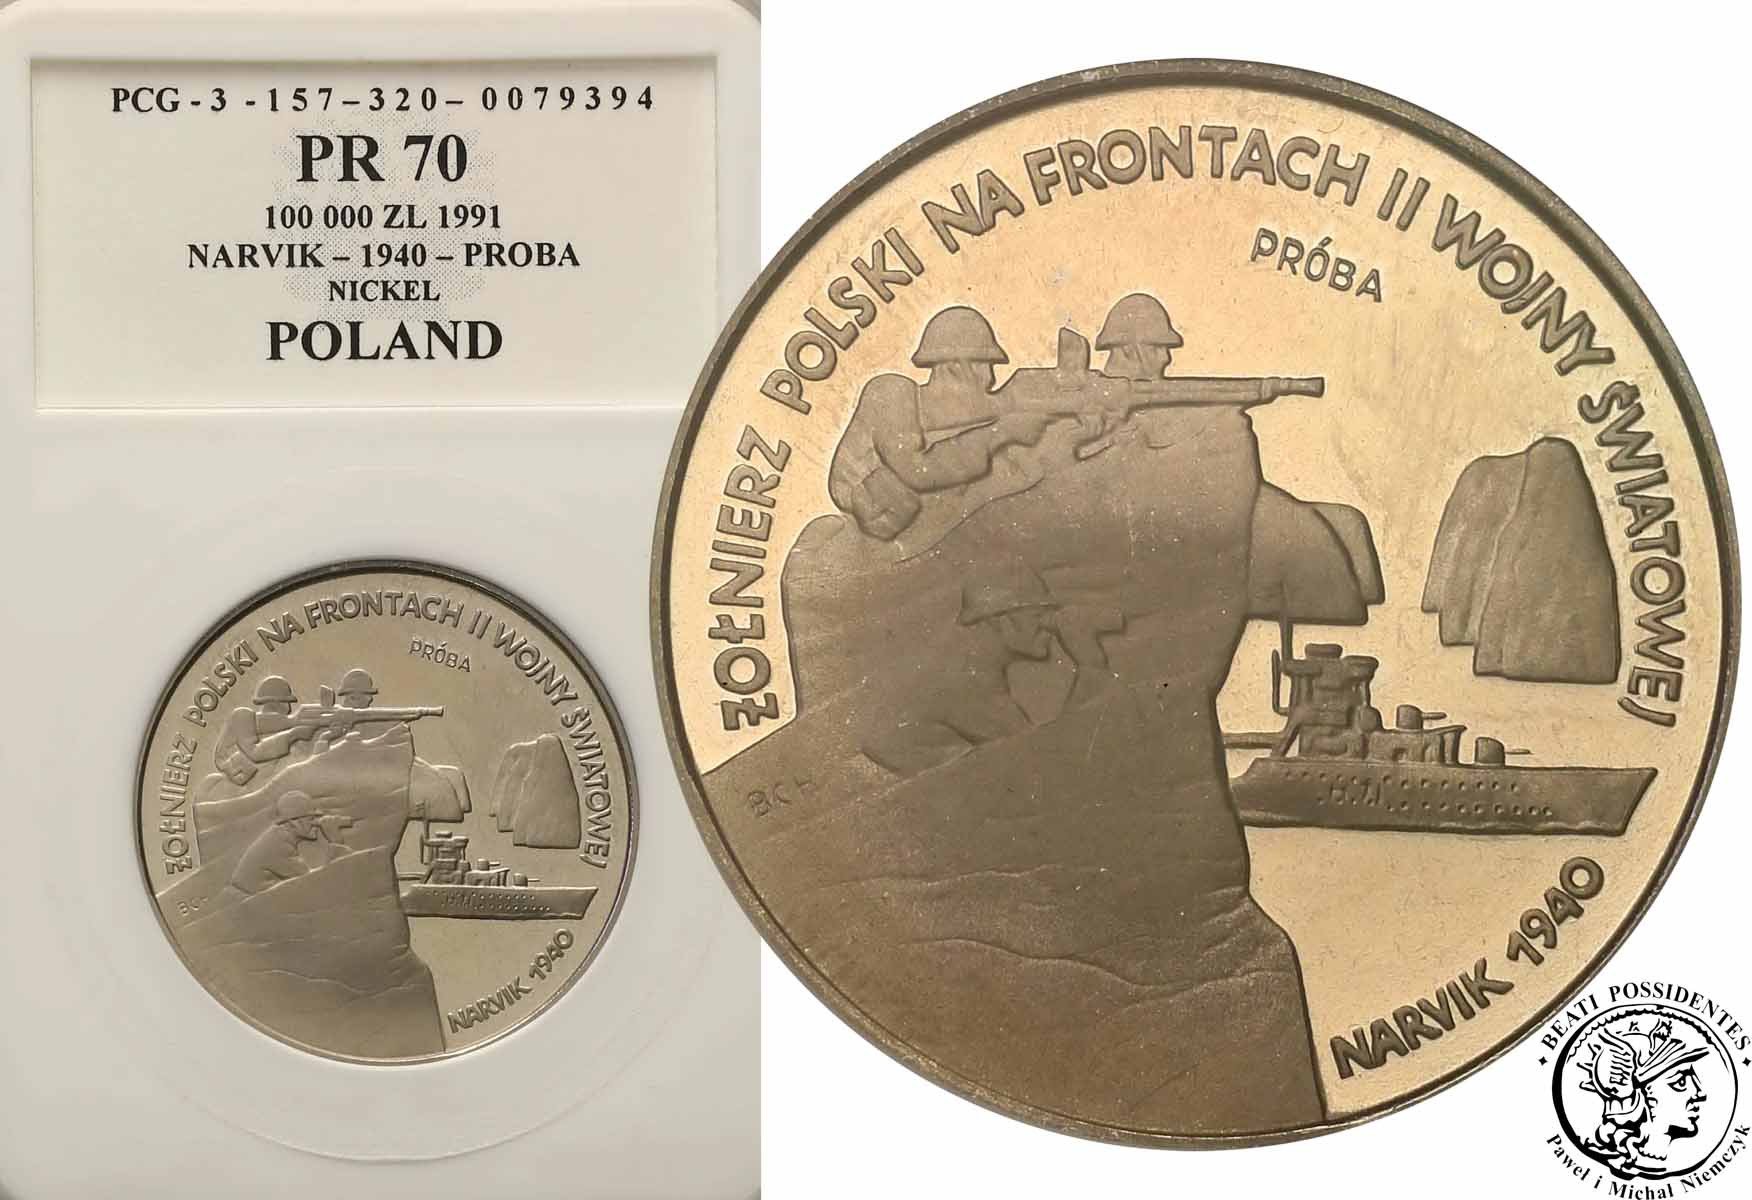 PCG - 3 - 157 - 320 - 0079394
PR 70
100 000 ZL 1991
NARVIK – 1940 – PROBA
NICKEL
POLAND
ŻOŁNIERZ POLSKI NA FRONTACH II WOJNY ŚWIATOWEJ
PRÓBA
BCH
NARVIK 1940
ŻOŁNIERZ POLSKI NA FRONTACH II WOJNY ŚWIATOWEJ
PRÓBA
BCH
NARVIK 1940
BEATI POSSIDENTES
Paweł i Michał Niemczyk